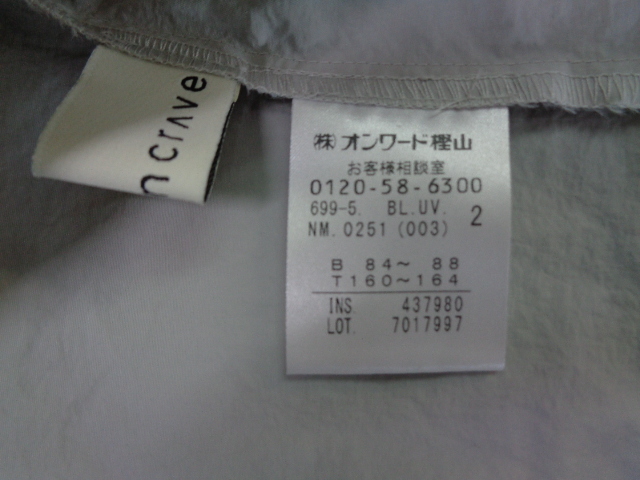 n crave
㈱オンワード樫山
お客様相談室
0120-58-6300
699-5. BL.UV. 2
NM. 0251 (003)
B 84～ 88
T160～164
INS. 437980
LOT. 7017997